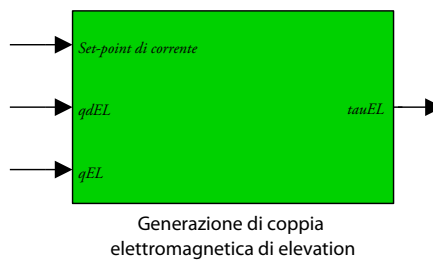 Set-point di corrente
qdEL
tauEL
qEL
Generazione di coppia
elettromagnetica di elevation